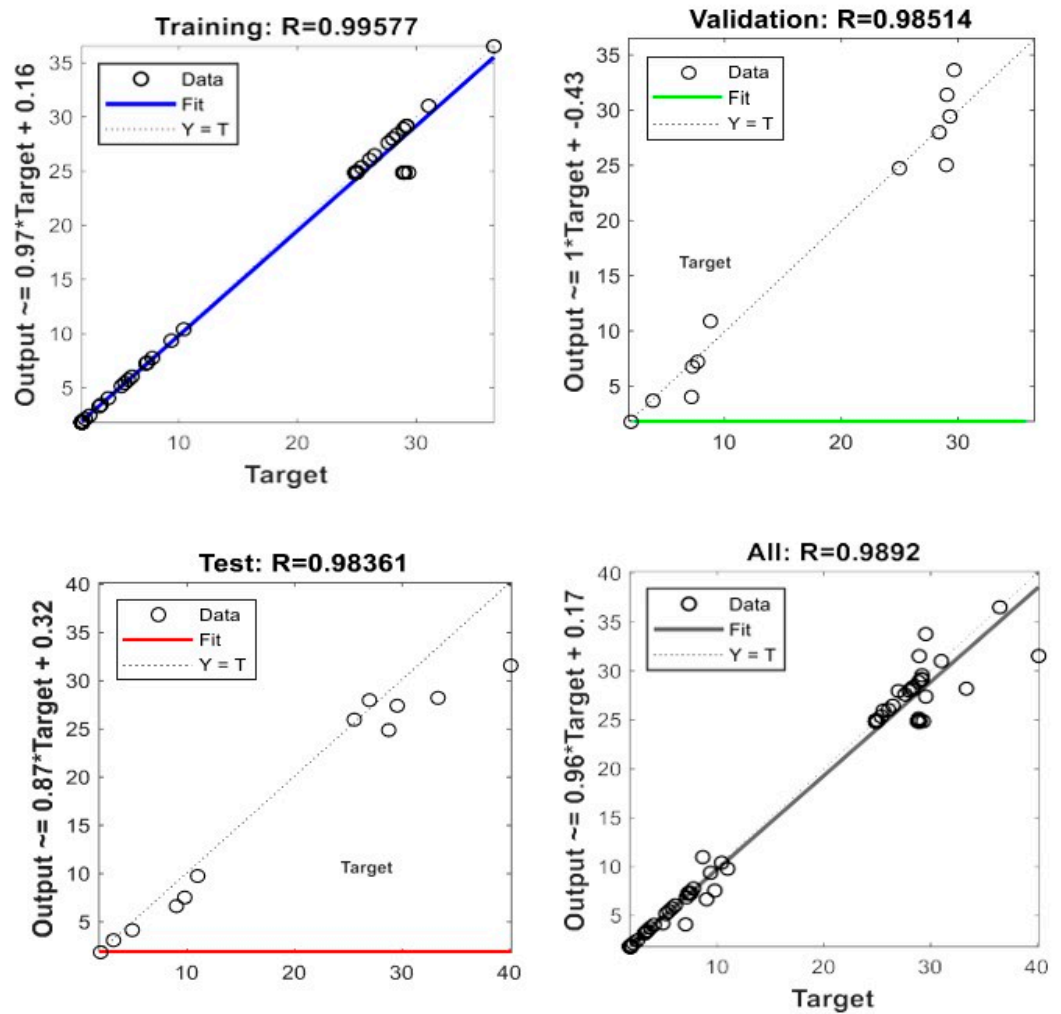 Training: R=0.99577
Output ~= 0.97*Target + 0.16
35
30
25
20
15
10
5
Data
Fit
Y = T
10
20
30
Target
Validation: R=0.98514
Output ~= 1*Target + -0.43
35
30
25
20
15
10
5
Data
Fit
Y = T
Target
10
20
30
Test: R=0.98361
Output ~= 0.87*Target + 0.32
40
35
30
25
20
15
10
5
Data
Fit
Y = T
Target
10
20
30
40
All: R=0.9892
Output ~= 0.96*Target + 0.17
40
35
30
25
20
15
10
5
Data
Fit
Y = T
10
20
30
40
Target